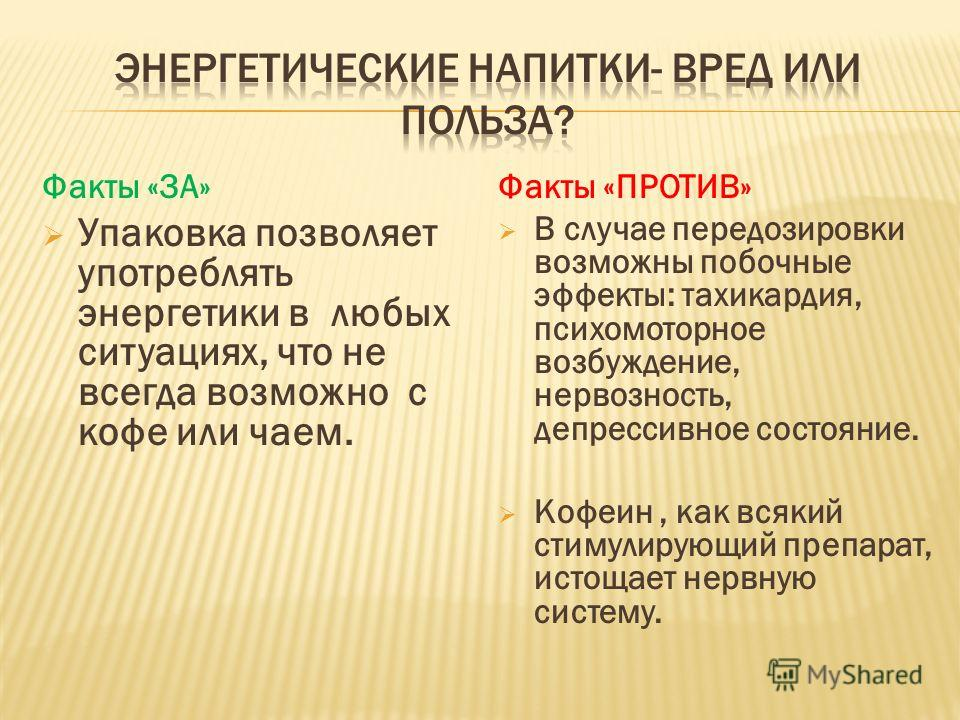 ЭНЕРГЕТИЧЕСКИЕ НАПИТКИ- ВРЕД ИЛИ
ПОЛЬЗА?
Факты «ЗА»
Упаковка позволяет
употреблять
энергетики в любых
ситуациях, что не
всегда возможно с
кофе или чаем.
Факты «ПРОТИВ»
В случае передозировки
возможны побочные
эффекты: тахикардия,
психомоторное
возбуждение,
нервозность,
депрессивное состояние.
Кофеин , как всякий
стимулирующий препарат,
истощает нервную
систему.
MyShared